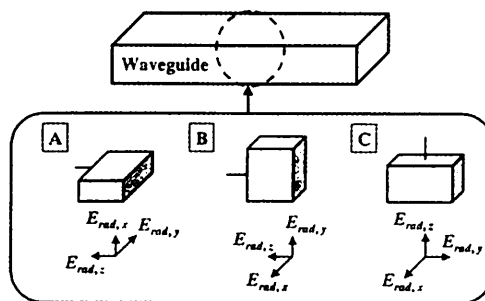 Waveguide
A
B
C
E_rad, x
E_rad, y
E_rad, z
E_rad, y
E_rad, z
E_rad, x
E_rad, z
E_rad, y
E_rad, x